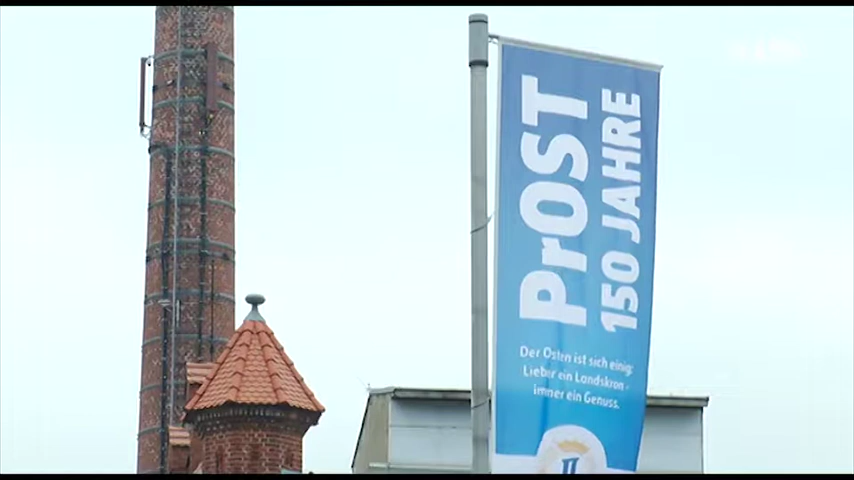 PrOST
150 JAHRE
Der Osten ist sich einig:
Lieber ein Landskron -
immer ein Genuss.